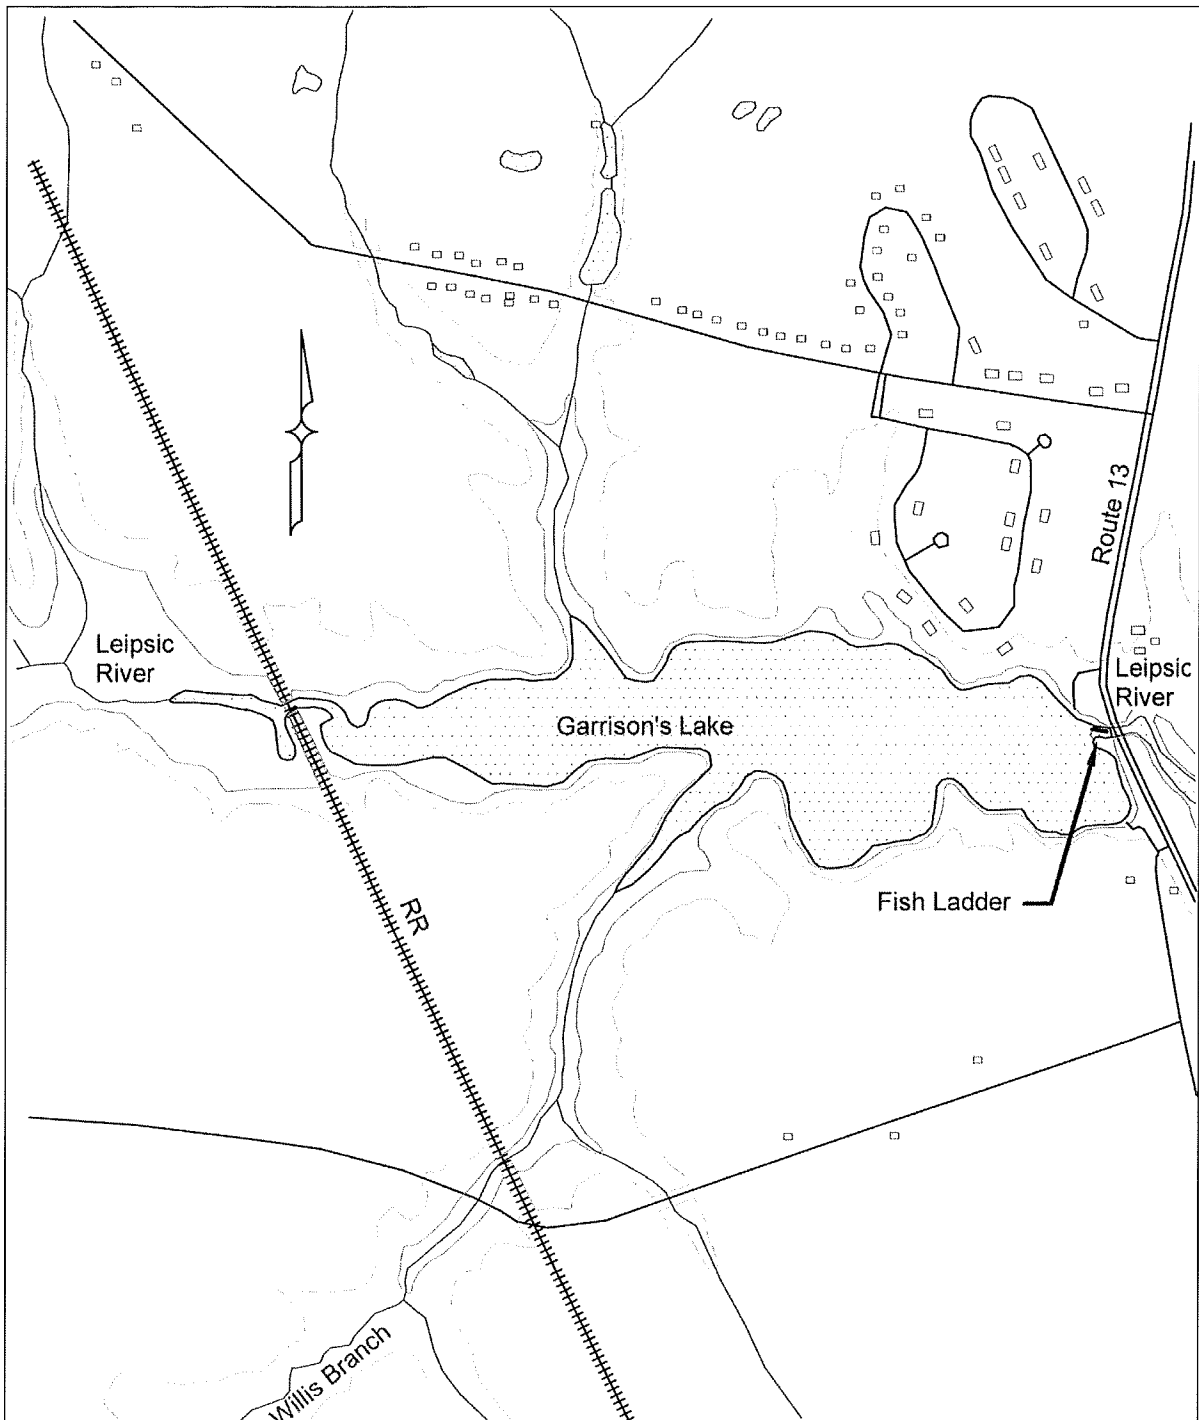 Route 13
Leipsic
River
Leipsic
River
Garrison's Lake
Fish Ladder
RR
Willis Branch